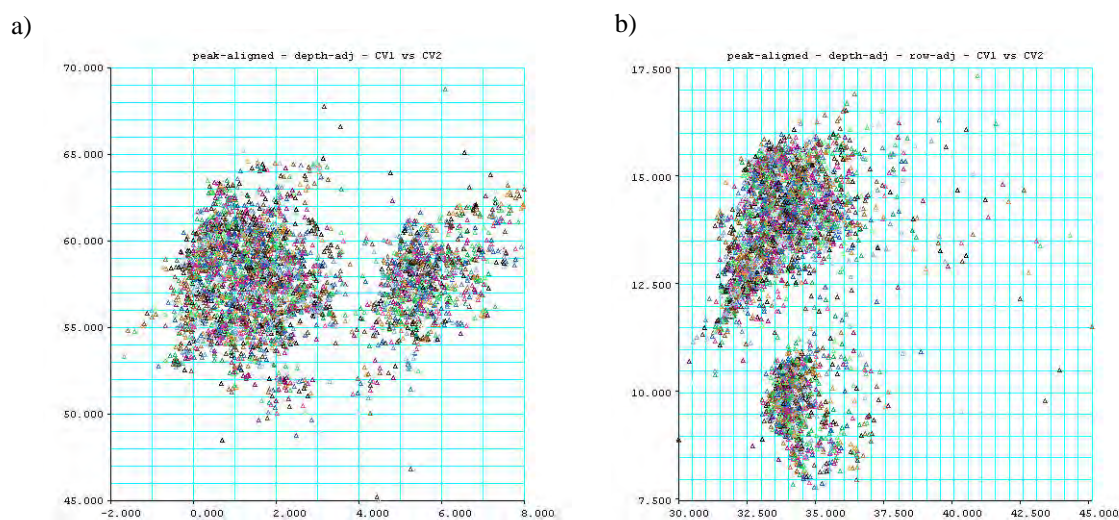 a)
peak-aligned - depth-adj - CV1 vs CV2
70.000
65.000
60.000
55.000
50.000
45.000
-2.000 0.000 2.000 4.000 6.000 8.000
b)
peak-aligned - depth-adj - row-adj - CV1 vs CV2
17.500
15.000
12.500
10.000
7.500
30.000 32.500 35.000 37.500 40.000 42.500 45.000